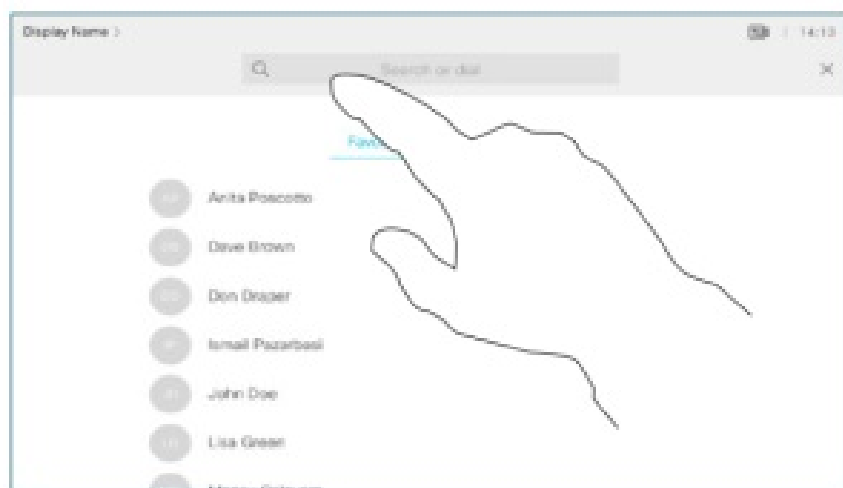 Display Name >
14:13
Search or dial
Anita Poscotto
Dave Brown
Don Draper
Ismail Pazarbasi
John Doe
Lisa Green